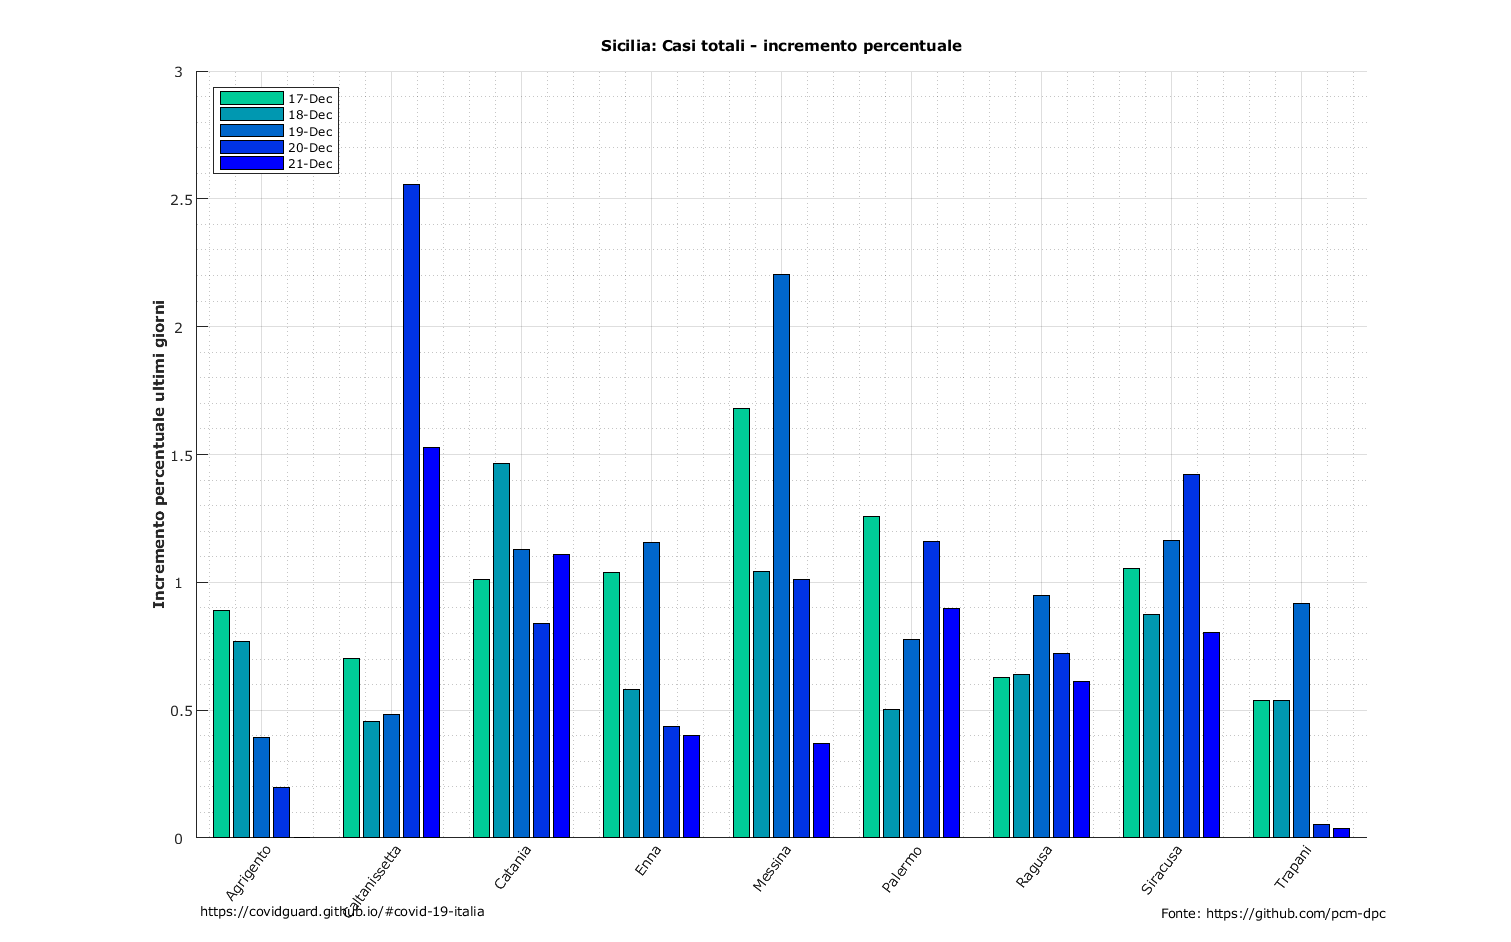 Sicilia: Casi totali - incremento percentuale
3
2.5
2
1.5
1
0.5
0
Incremento percentuale ultimi giorni
17-Dec
18-Dec
19-Dec
20-Dec
21-Dec
Agrigento
Caltanissetta
Catania
Enna
Messina
Palermo
Ragusa
Siracusa
Trapani
https://covidguard.github.io/#covid-19-italia
Fonte: https://github.com/pcm-dpc